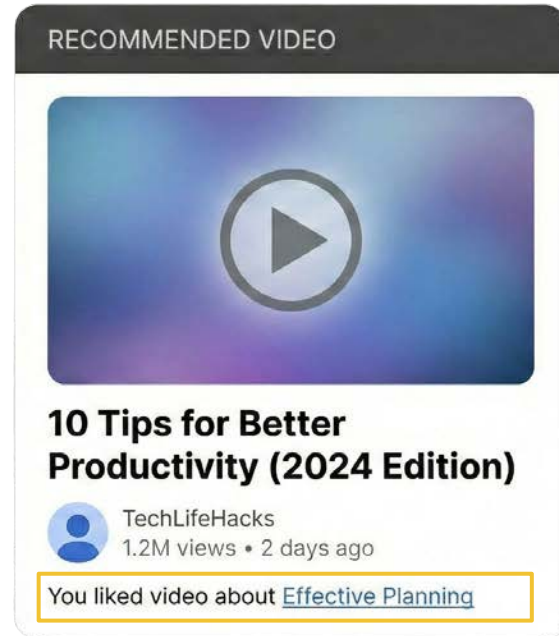 RECOMMENDED VIDEO
10 Tips for Better
Productivity (2024 Edition)
TechLifeHacks
1.2M views • 2 days ago
You liked video about Effective Planning